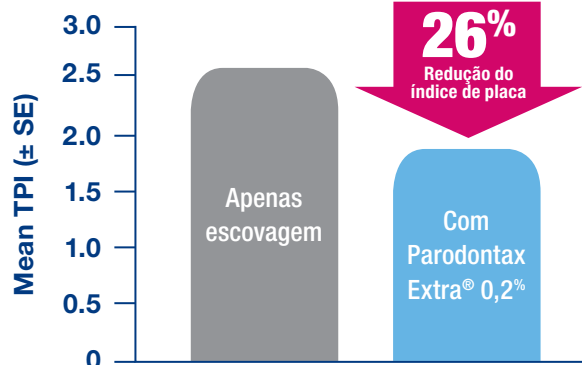 Mean TPI (± SE)
3.0
2.5
2.0
1.5
1.0
0.5
0
Apenas
escovagem
26%
Redução do
índice de placa
Com
Parodontax
Extra® 0,2%